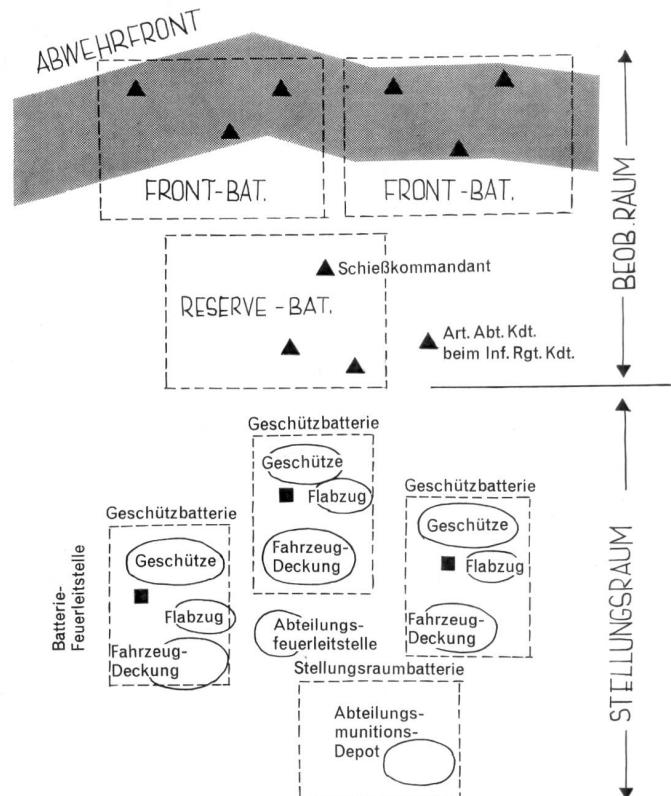 ABWEHRFRONT
FRONT-BAT.
FRONT-BAT.
BEOB. RAUM
Schießkommandant
RESERVE-BAT.
Art. Abt. Kdt.
beim Inf. Rgt. Kdt.
Geschützbatterie
Geschütze
Flabzug
Fahrzeug-
Deckung
Geschützbatterie
Geschütze
Flabzug
Fahrzeug-
Deckung
Geschützbatterie
Geschütze
Flabzug
Fahrzeug-
Deckung
Batterie-
Feuerleitstelle
Abteilungs-
feuerleitstelle
Stellungsraumbatterie
Abteilungs-
munitions-
Depot
STELLUNGSRAUM